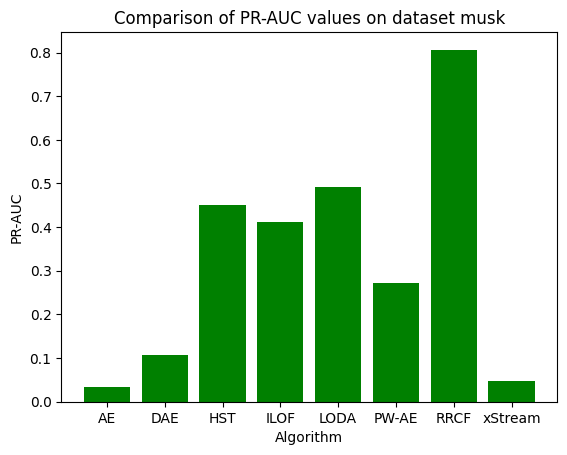 Comparison of PR-AUC values on dataset musk
PR-AUC
0.8
0.7
0.6
0.5
0.4
0.3
0.2
0.1
0.0
AE DAE HST ILOF LODA PW-AE RRCF xStream
Algorithm